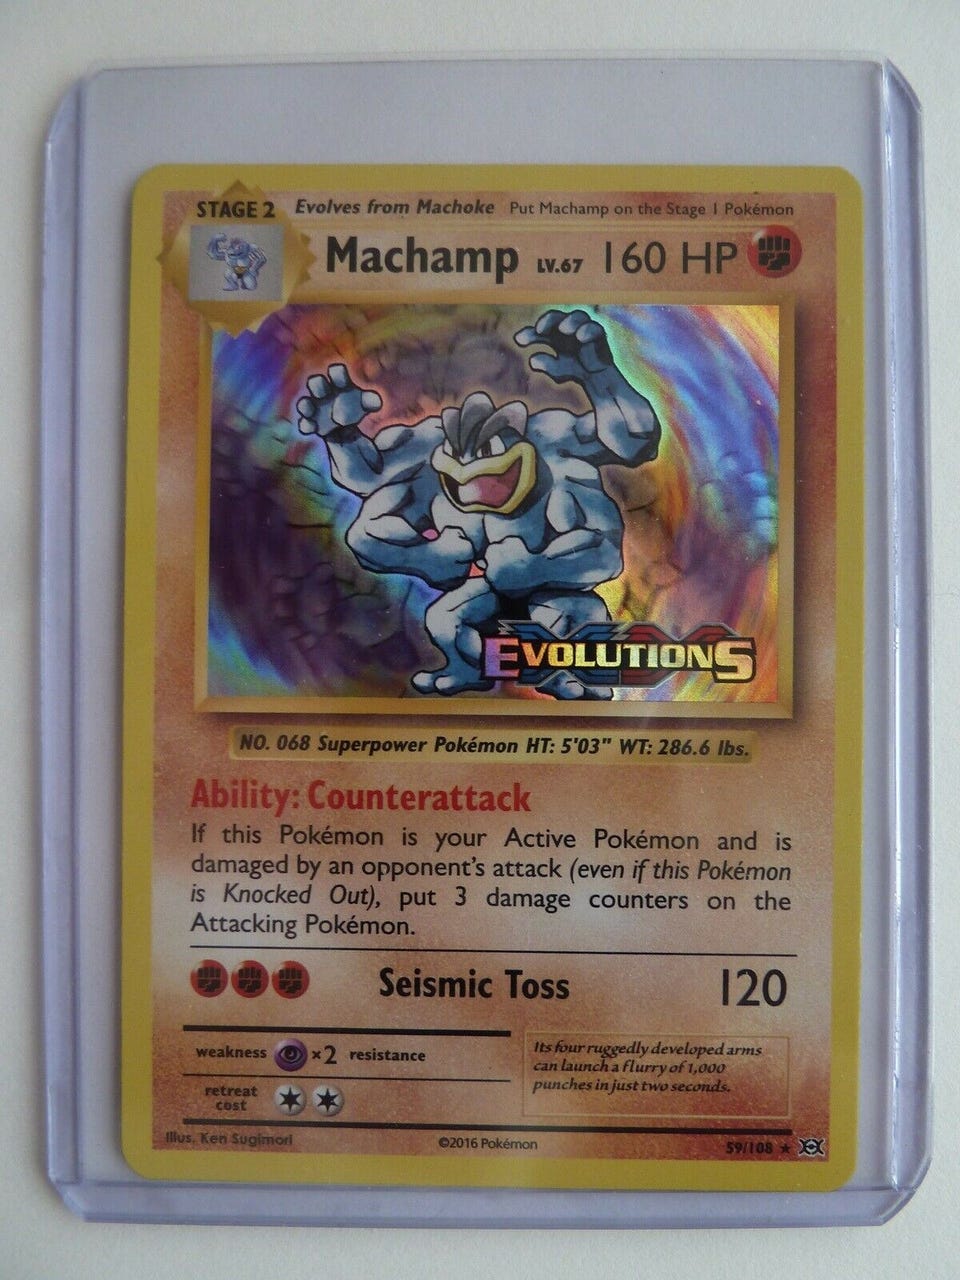 STAGE 2 Evolves from Machoke Put Machamp on the Stage 1 Pokémon
Machamp LV.67 160 HP
EVOLUTIONS
NO. 068 Superpower Pokémon HT: 5'03" WT: 286.6 lbs.
Ability: Counterattack
If this Pokémon is your Active Pokémon and is
damaged by an opponent's attack (even if this Pokémon
is Knocked Out), put 3 damage counters on the
Attacking Pokémon.
Seismic Toss 120
weakness ×2 resistance
retreat
cost
Its four ruggedly developed arms
can launch a flurry of 1,000
punches in just two seconds.
Illus. Ken Sugimori ©2016 Pokémon 59/108 ★